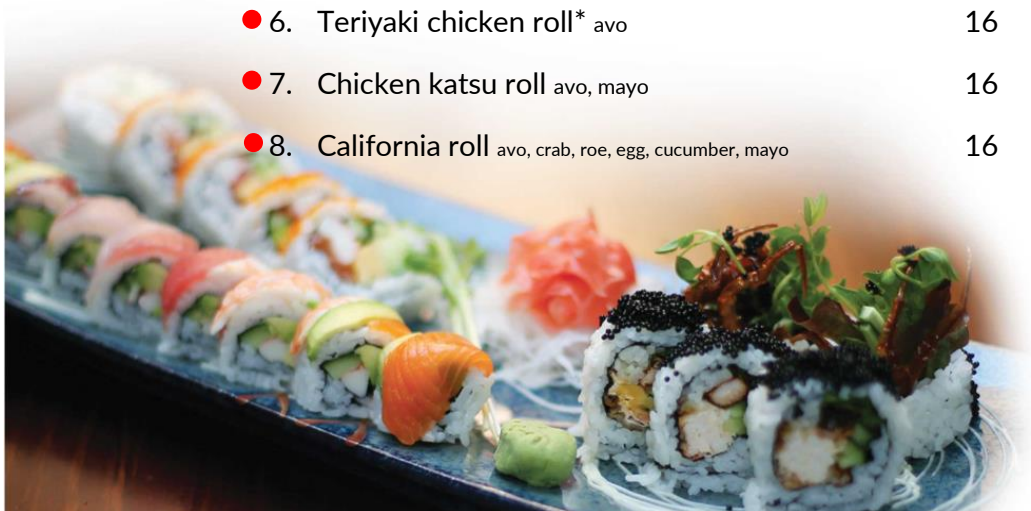 6. Teriyaki chicken roll* avo 16
7. Chicken katsu roll avo, mayo 16
8. California roll avo, crab, roe, egg, cucumber, mayo 16